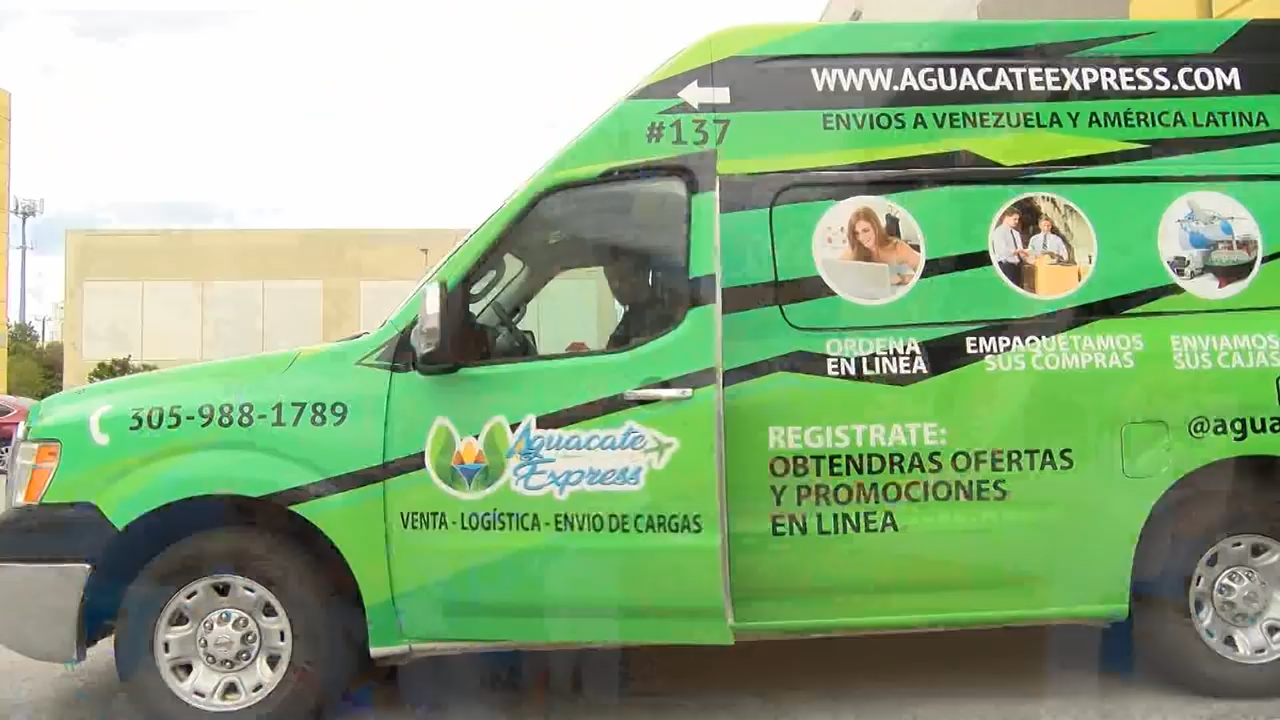 WWW.AGUACATEEXPRESS.COM
#137
ENVIOS A VENEZUELA Y AMÉRICA LATINA
ORDENA
EN LINEA
EMPAQUETAMOS
SUS COMPRAS
ENVIAMOS
SUS CAJAS
305-988-1789
Aguacate
Express
VENTA - LOGÍSTICA - ENVIO DE CARGAS
REGISTRATE:
OBTENDRAS OFERTAS
Y PROMOCIONES
EN LINEA
@agua